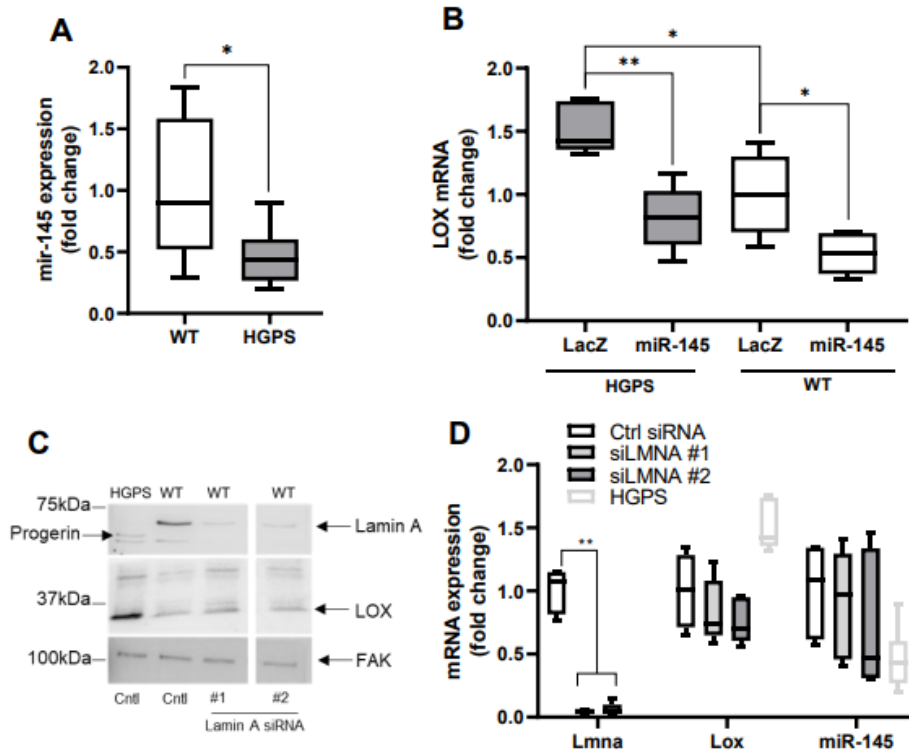 A
mir-145 expression
(fold change)
2.0
1.5
1.0
0.5
0.0
*
WT
HGPS
B
LOX mRNA
(fold change)
2.0
1.5
1.0
0.5
0.0
*
**
*
LacZ miR-145 LacZ miR-145
HGPS WT
C
HGPS WT WT WT
75kDa
Progerin
Lamin A
37kDa
LOX
100kDa
FAK
Cntl Cntl #1 #2
Lamin A siRNA
D
Ctrl siRNA
siLMNA #1
siLMNA #2
HGPS
mRNA expression
(fold change)
2.0
1.5
1.0
0.5
0.0
**
Lmna Lox miR-145